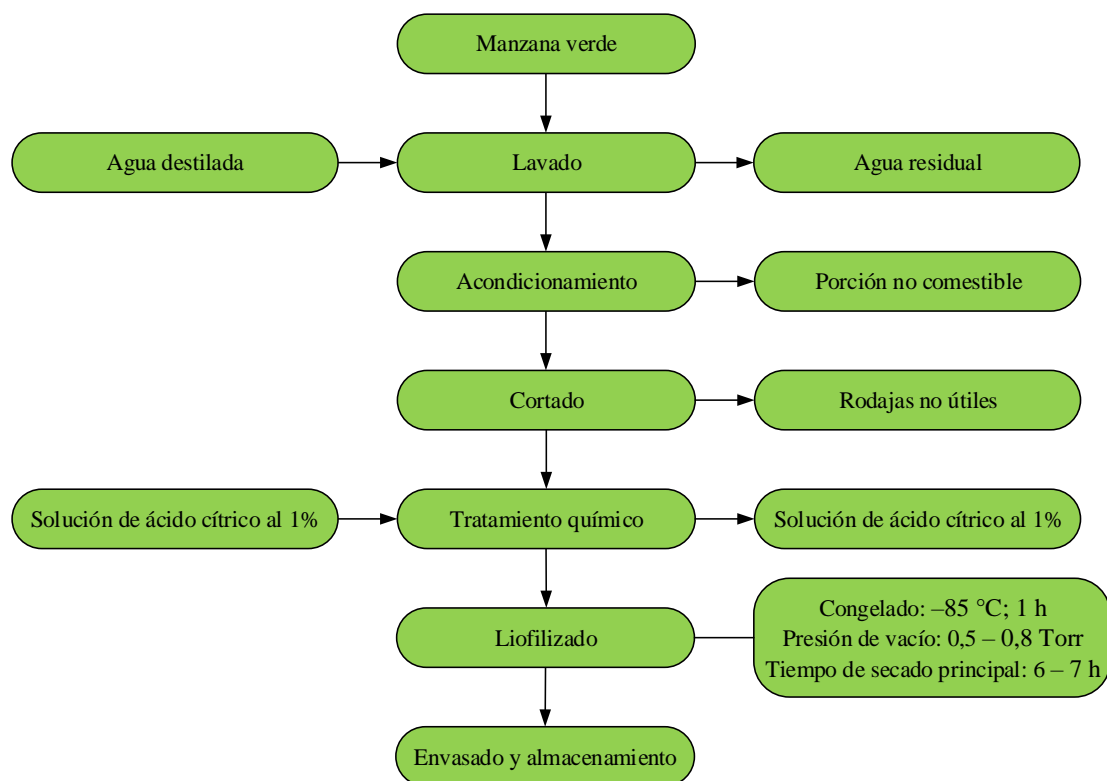 Manzana verde
Agua destilada
Lavado
Agua residual
Acondicionamiento
Porción no comestible
Cortado
Rodajas no útiles
Solución de ácido cítrico al 1%
Tratamiento químico
Solución de ácido cítrico al 1%
Liofilizado
Congelado: –85 °C; 1 h
Presión de vacío: 0,5 – 0,8 Torr
Tiempo de secado principal: 6 – 7 h
Envasado y almacenamiento